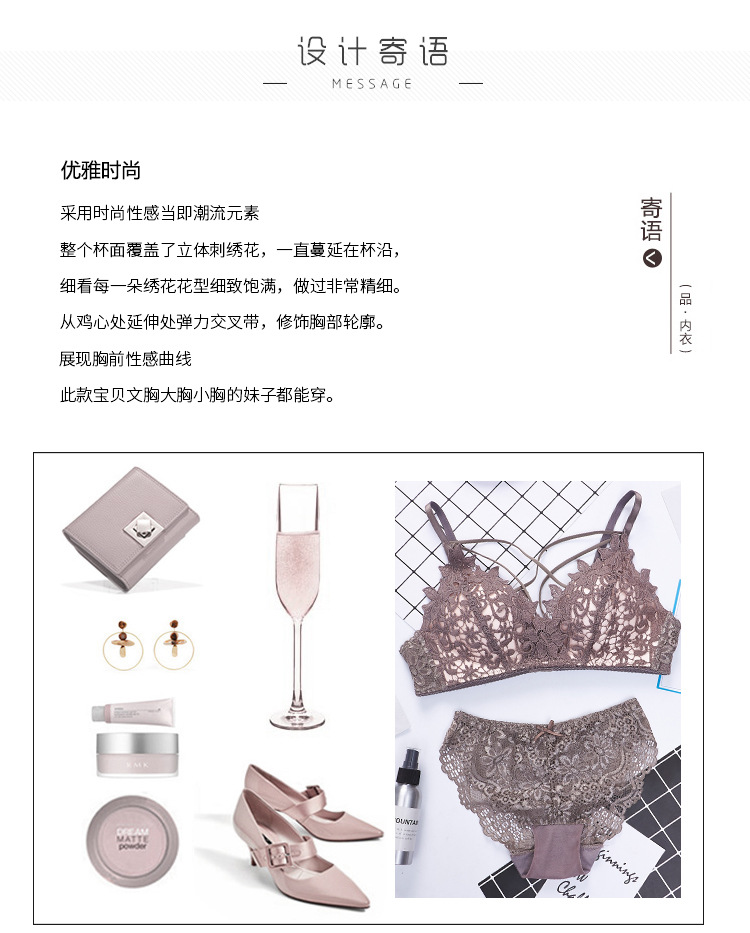 设计寄语
MESSAGE
优雅时尚
采用时尚性感当即潮流元素
整个杯面覆盖了立体刺绣花，一直蔓延在杯沿，
细看每一朵绣花花型细致饱满，做过非常精细。
从鸡心处延伸处弹力交叉带，修饰胸部轮廓。
展现胸前性感曲线
此款宝贝文胸大胸小胸的妹子都能穿。
寄语
（品·内衣）
DREAM
MATTE
powder
OUNTAI
ginnings
W
Chall